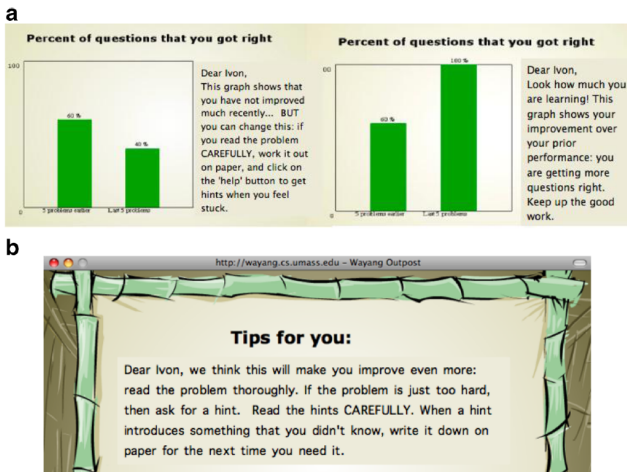 a
Percent of questions that you got right
100
60 %
40 %
0
5 problems earlier
Last 5 problems
Dear Ivon,
This graph shows that
you have not improved
much recently... BUT
you can change this: if
you read the problem
CAREFULLY, work it out
on paper, and click on
the 'help' button to get
hints when you feel
stuck.
Percent of questions that you got right
00
60 %
100 %
0
5 problems earlier
Last 5 problems
Dear Ivon,
Look how much you
are learning! This
graph shows your
improvement over
your prior
performance: you
are getting more
questions right.
Keep up the good
work.
b
http://wayang.cs.umass.edu – Wayang Outpost
Tips for you:
Dear Ivon, we think this will make you improve even more:
read the problem thoroughly. If the problem is just too hard,
then ask for a hint. Read the hints CAREFULLY. When a hint
introduces something that you didn't know, write it down on
paper for the next time you need it.